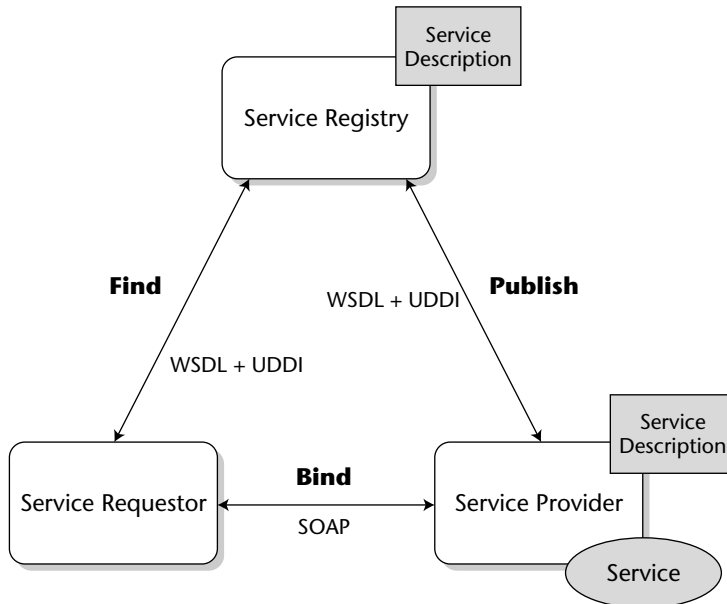 Service
Description
Service Registry
Find
Publish
WSDL + UDDI
WSDL + UDDI
Service
Description
Service Requestor
Bind
SOAP
Service Provider
Service